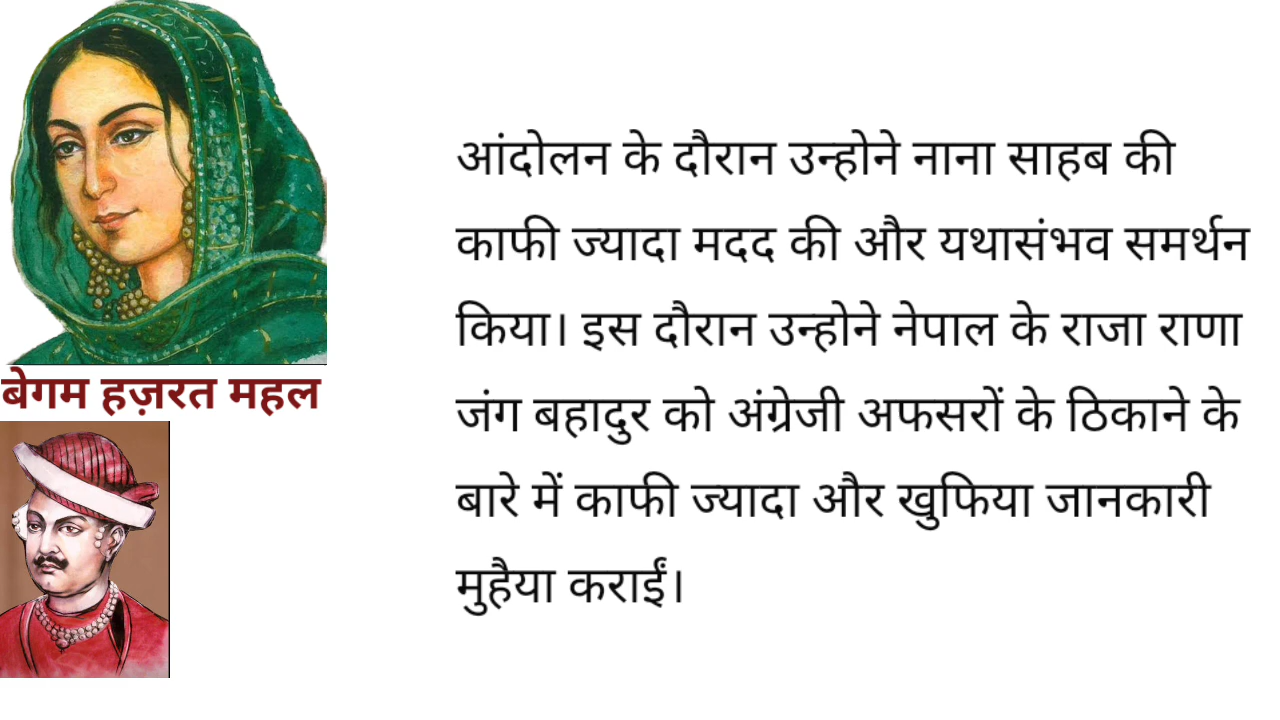 बेगम हज़रत महल
आंदोलन के दौरान उन्होने नाना साहब की
काफी ज्यादा मदद की और यथासंभव समर्थन
किया। इस दौरान उन्होने नेपाल के राजा राणा
जंग बहादुर को अंग्रेजी अफसरों के ठिकाने के
बारे में काफी ज्यादा और खुफिया जानकारी
मुहैया कराईं।